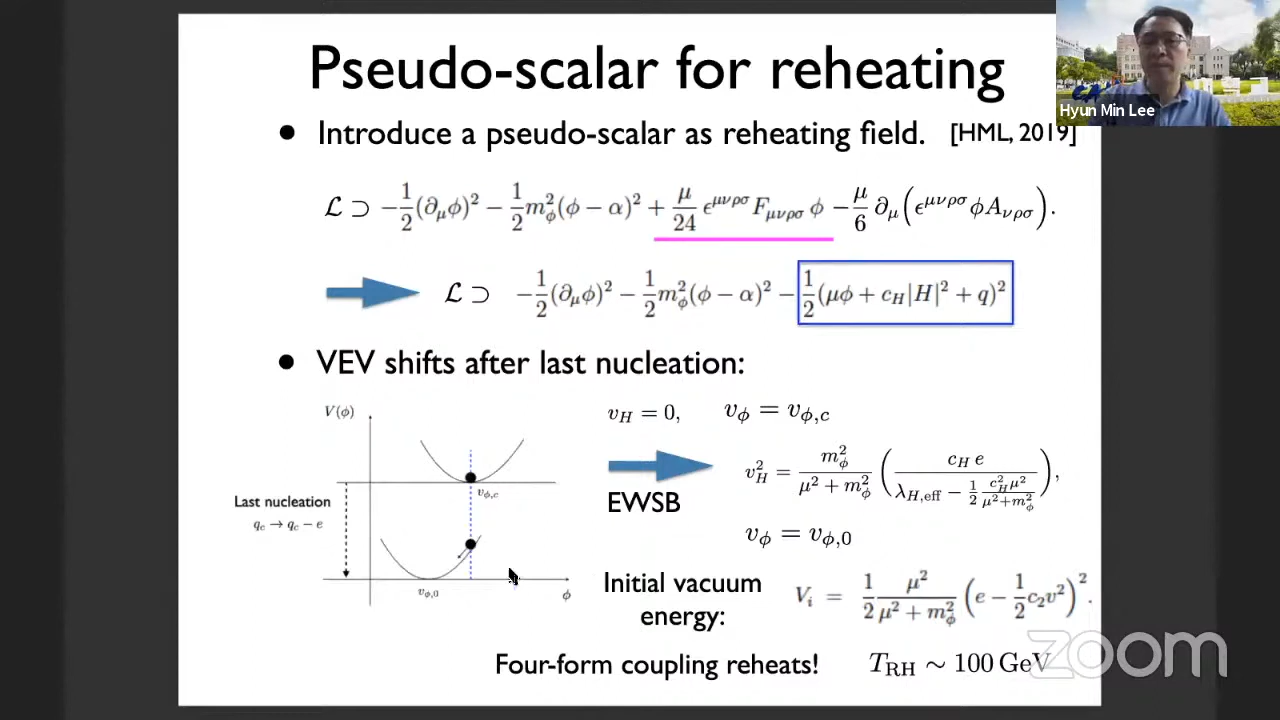 Pseudo-scalar for reheating
Hyun Min Lee
• Introduce a pseudo-scalar as reheating field. [HML, 2019]
ℒ ⊃ −1/2(∂_μϕ)² − 1/2 m_ϕ²(ϕ − α)² + μ/24 ϵ^{μνρσ} F_{μνρσ} ϕ − μ/6 ∂_μ(ϵ^{μνρσ} ϕA_{νρσ}).
ℒ ⊃ −1/2(∂_μϕ)² − 1/2 m_ϕ²(ϕ − α)² − 1/2(μϕ + c_H|H|² + q)²
• VEV shifts after last nucleation:
V(ϕ)
v_H = 0, v_ϕ = v_{ϕ,c}
v_H² = m_ϕ²/(μ² + m_ϕ²) (c_H e/(λ_{H,eff} − 1/2 c_H²μ²/(μ²+m_ϕ²))),
EWSB
v_{ϕ,c}
Last nucleation
q_c → q_c − e
v_ϕ = v_{ϕ,0}
v_{ϕ,0}
ϕ
Initial vacuum
energy:
V_i = 1/2 μ²/(μ² + m_ϕ²) (e − 1/2 c₂v²)².
Four-form coupling reheats! T_RH ∼ 100 GeV
zoom